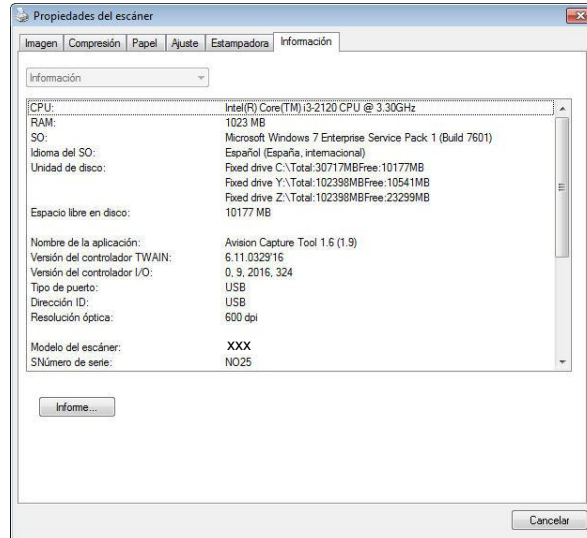 Propiedades del escáner
Imagen Compresión Papel Ajuste Estampadora Información
Información
CPU: Intel(R) Core(TM) i3-2120 CPU @ 3.30GHz
RAM: 1023 MB
SO: Microsoft Windows 7 Enterprise Service Pack 1 (Build 7601)
Idioma del SO: Español (España, internacional)
Unidad de disco: Fixed drive C:\Total:30717MBFree:10177MB
Fixed drive Y:\Total:102398MBFree:10541MB
Fixed drive Z:\Total:102398MBFree:23299MB
Espacio libre en disco: 10177 MB
Nombre de la aplicación: Avision Capture Tool 1.6 (1.9)
Versión del controlador TWAIN: 6.11.0329'16
Versión del controlador I/O: 0, 9, 2016, 324
Tipo de puerto: USB
Dirección ID: USB
Resolución óptica: 600 dpi
Modelo del escáner: XXX
SNúmero de serie: NO25
Informe...
Cancelar